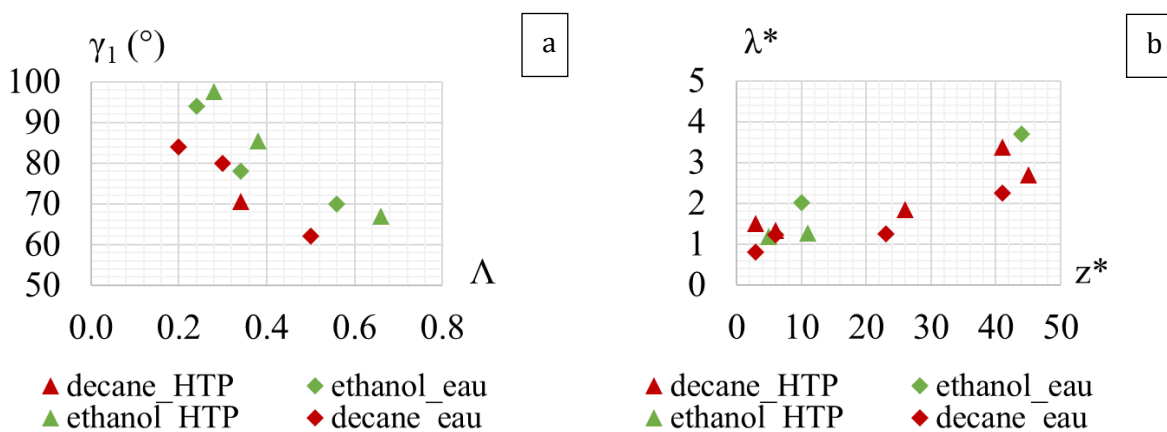 γ₁ (°)
a
100
90
80
70
60
50
Λ
0.0 0.2 0.4 0.6 0.8
▲ decane_HTP ◆ ethanol_eau
▲ ethanol_HTP ◆ decane_eau
λ*
b
5
4
3
2
1
0
z*
0 10 20 30 40 50
▲ decane_HTP ◆ ethanol_eau
▲ ethanol_HTP ◆ decane_eau